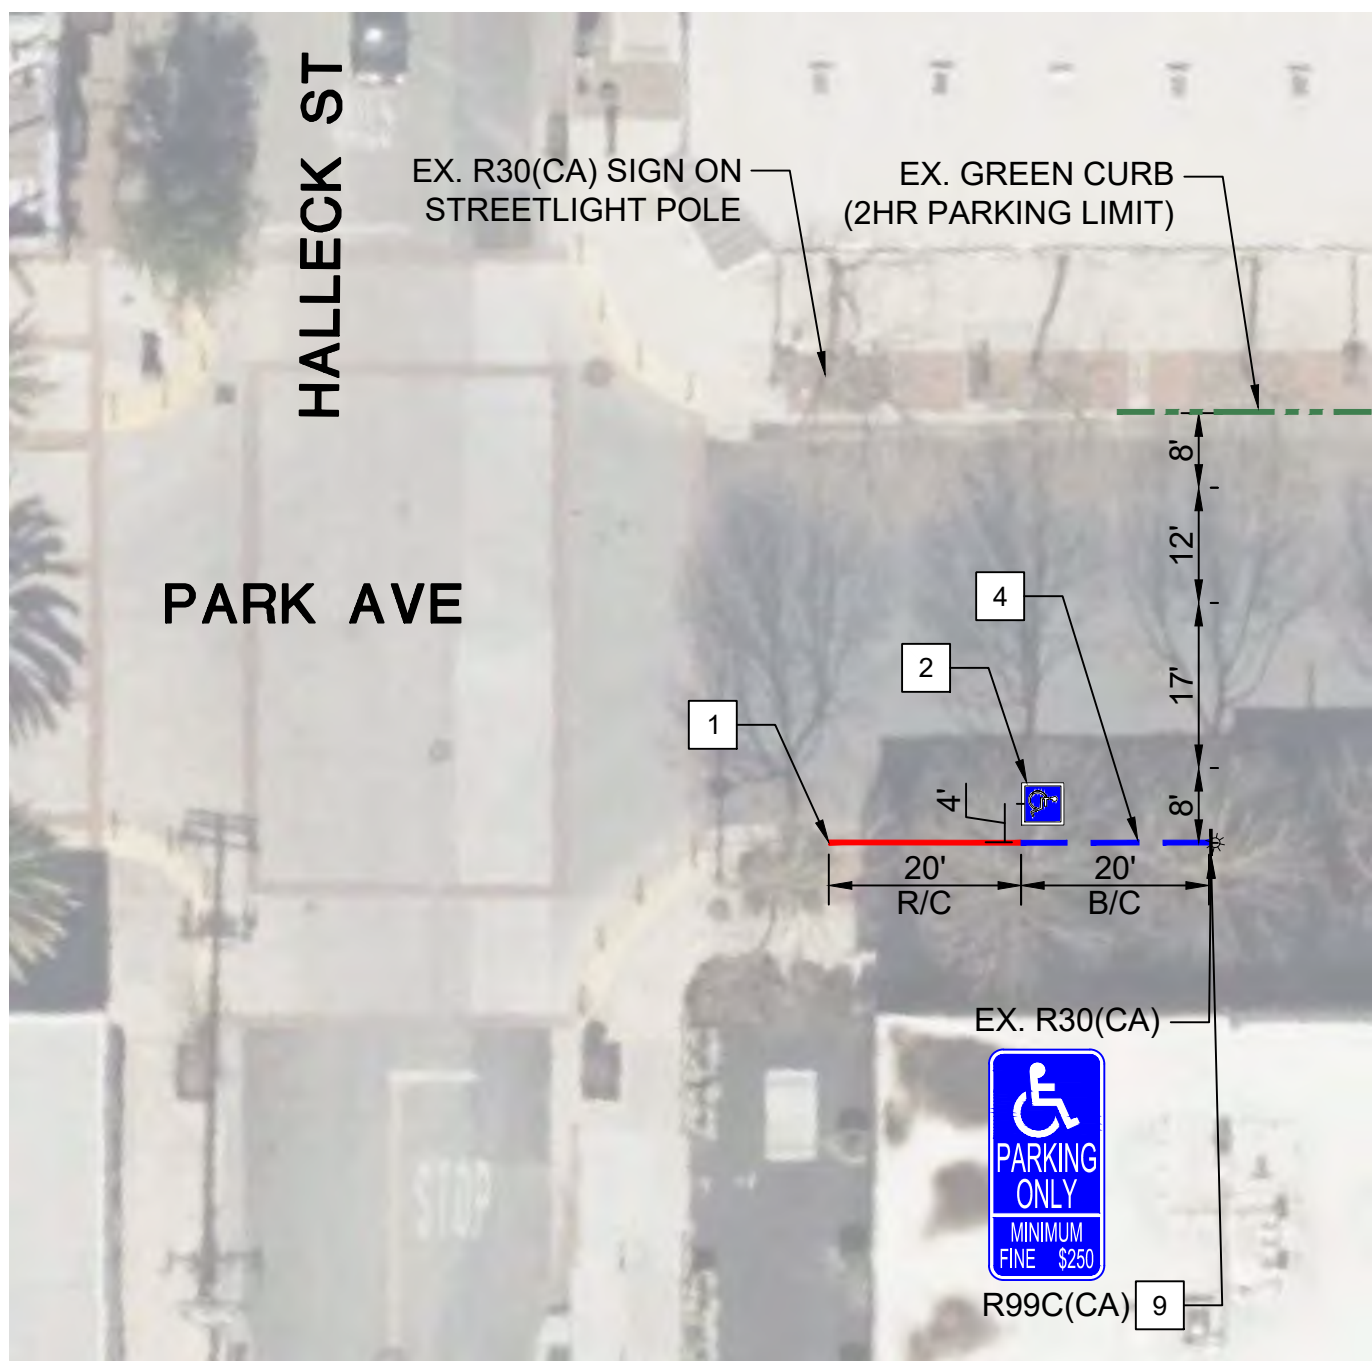 HALLECK ST
EX. R30(CA) SIGN ON
STREETLIGHT POLE
EX. GREEN CURB
(2HR PARKING LIMIT)
8'
12'
PARK AVE
4
2
17'
1
4'
8'
20'
R/C
20'
B/C
EX. R30(CA)
PARKING
ONLY
MINIMUM
FINE $250
STOP
R99C(CA) 9